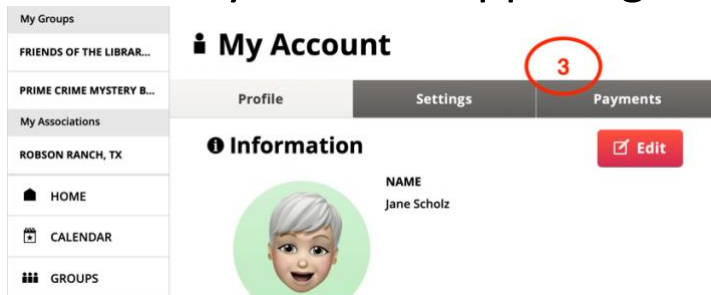 My Groups
FRIENDS OF THE LIBRAR...
PRIME CRIME MYSTERY B...
My Associations
ROBSON RANCH, TX
HOME
CALENDAR
GROUPS
My Account
3
Profile Settings Payments
Information
Edit
NAME
Jane Scholz